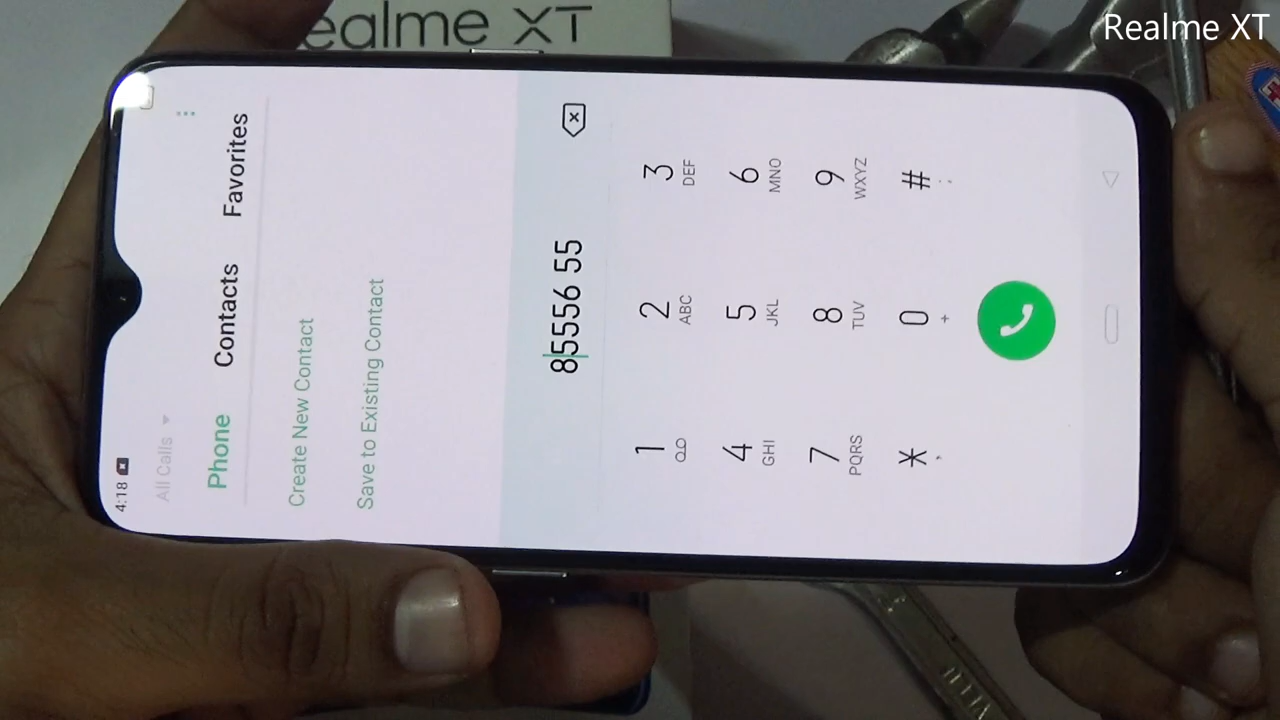 Realme XT
ealme XT
4:18
All Calls
Phone Contacts Favorites
Create New Contact
Save to Existing Contact
85556 55
1 2 ABC 3 DEF
4 GHI 5 JKL 6 MNO
7 PQRS 8 TUV 9 WXYZ
* , 0 + # ;